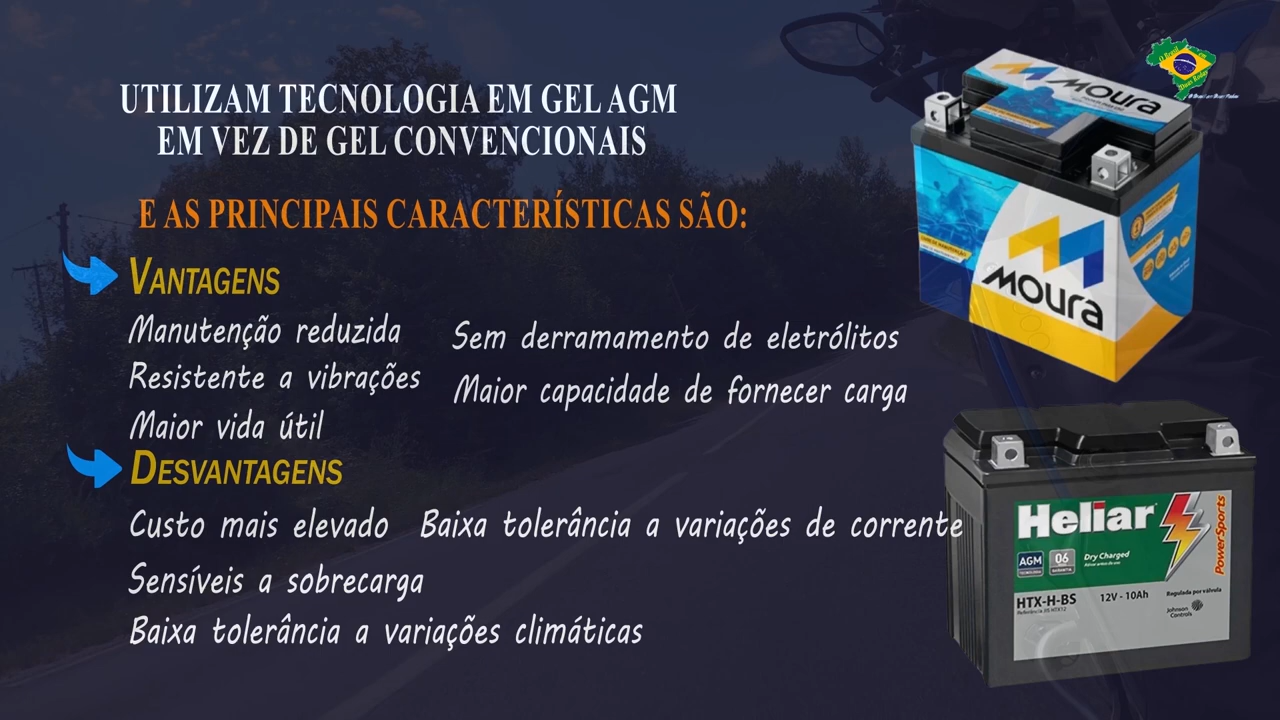 UTILIZAM TECNOLOGIA EM GEL AGM
EM VEZ DE GEL CONVENCIONAIS
E AS PRINCIPAIS CARACTERÍSTICAS SÃO:
VANTAGENS
Manutenção reduzida
Resistente a vibrações
Maior vida útil
Sem derramamento de eletrólitos
Maior capacidade de fornecer carga
DESVANTAGENS
Custo mais elevado
Baixa tolerância a variações de corrente
Sensíveis a sobrecarga
Baixa tolerância a variações climáticas
MOURA
MOURA
Heliar
PowerSports
AGM
06
Dry Charged
HTX-H-BS
12V - 10Ah
Regulada por válvula
Johnson
Controls